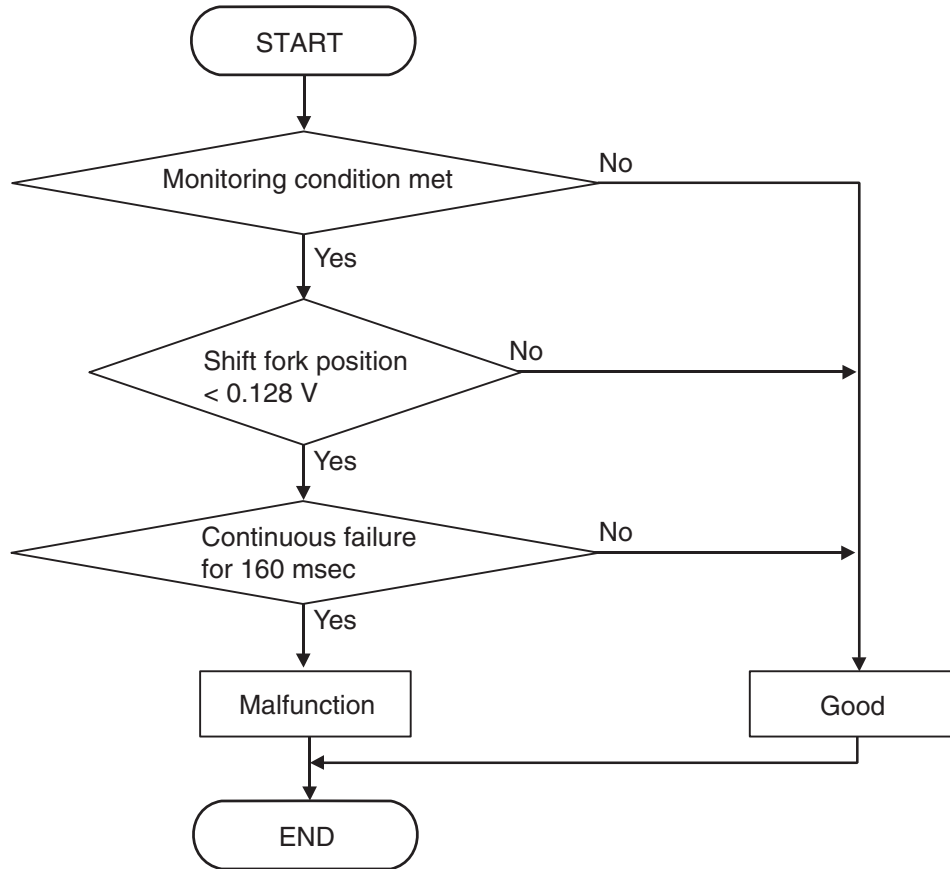 START
Monitoring condition met
No
Yes
Shift fork position
< 0.128 V
No
Yes
Continuous failure
for 160 msec
No
Yes
Malfunction
Good
END